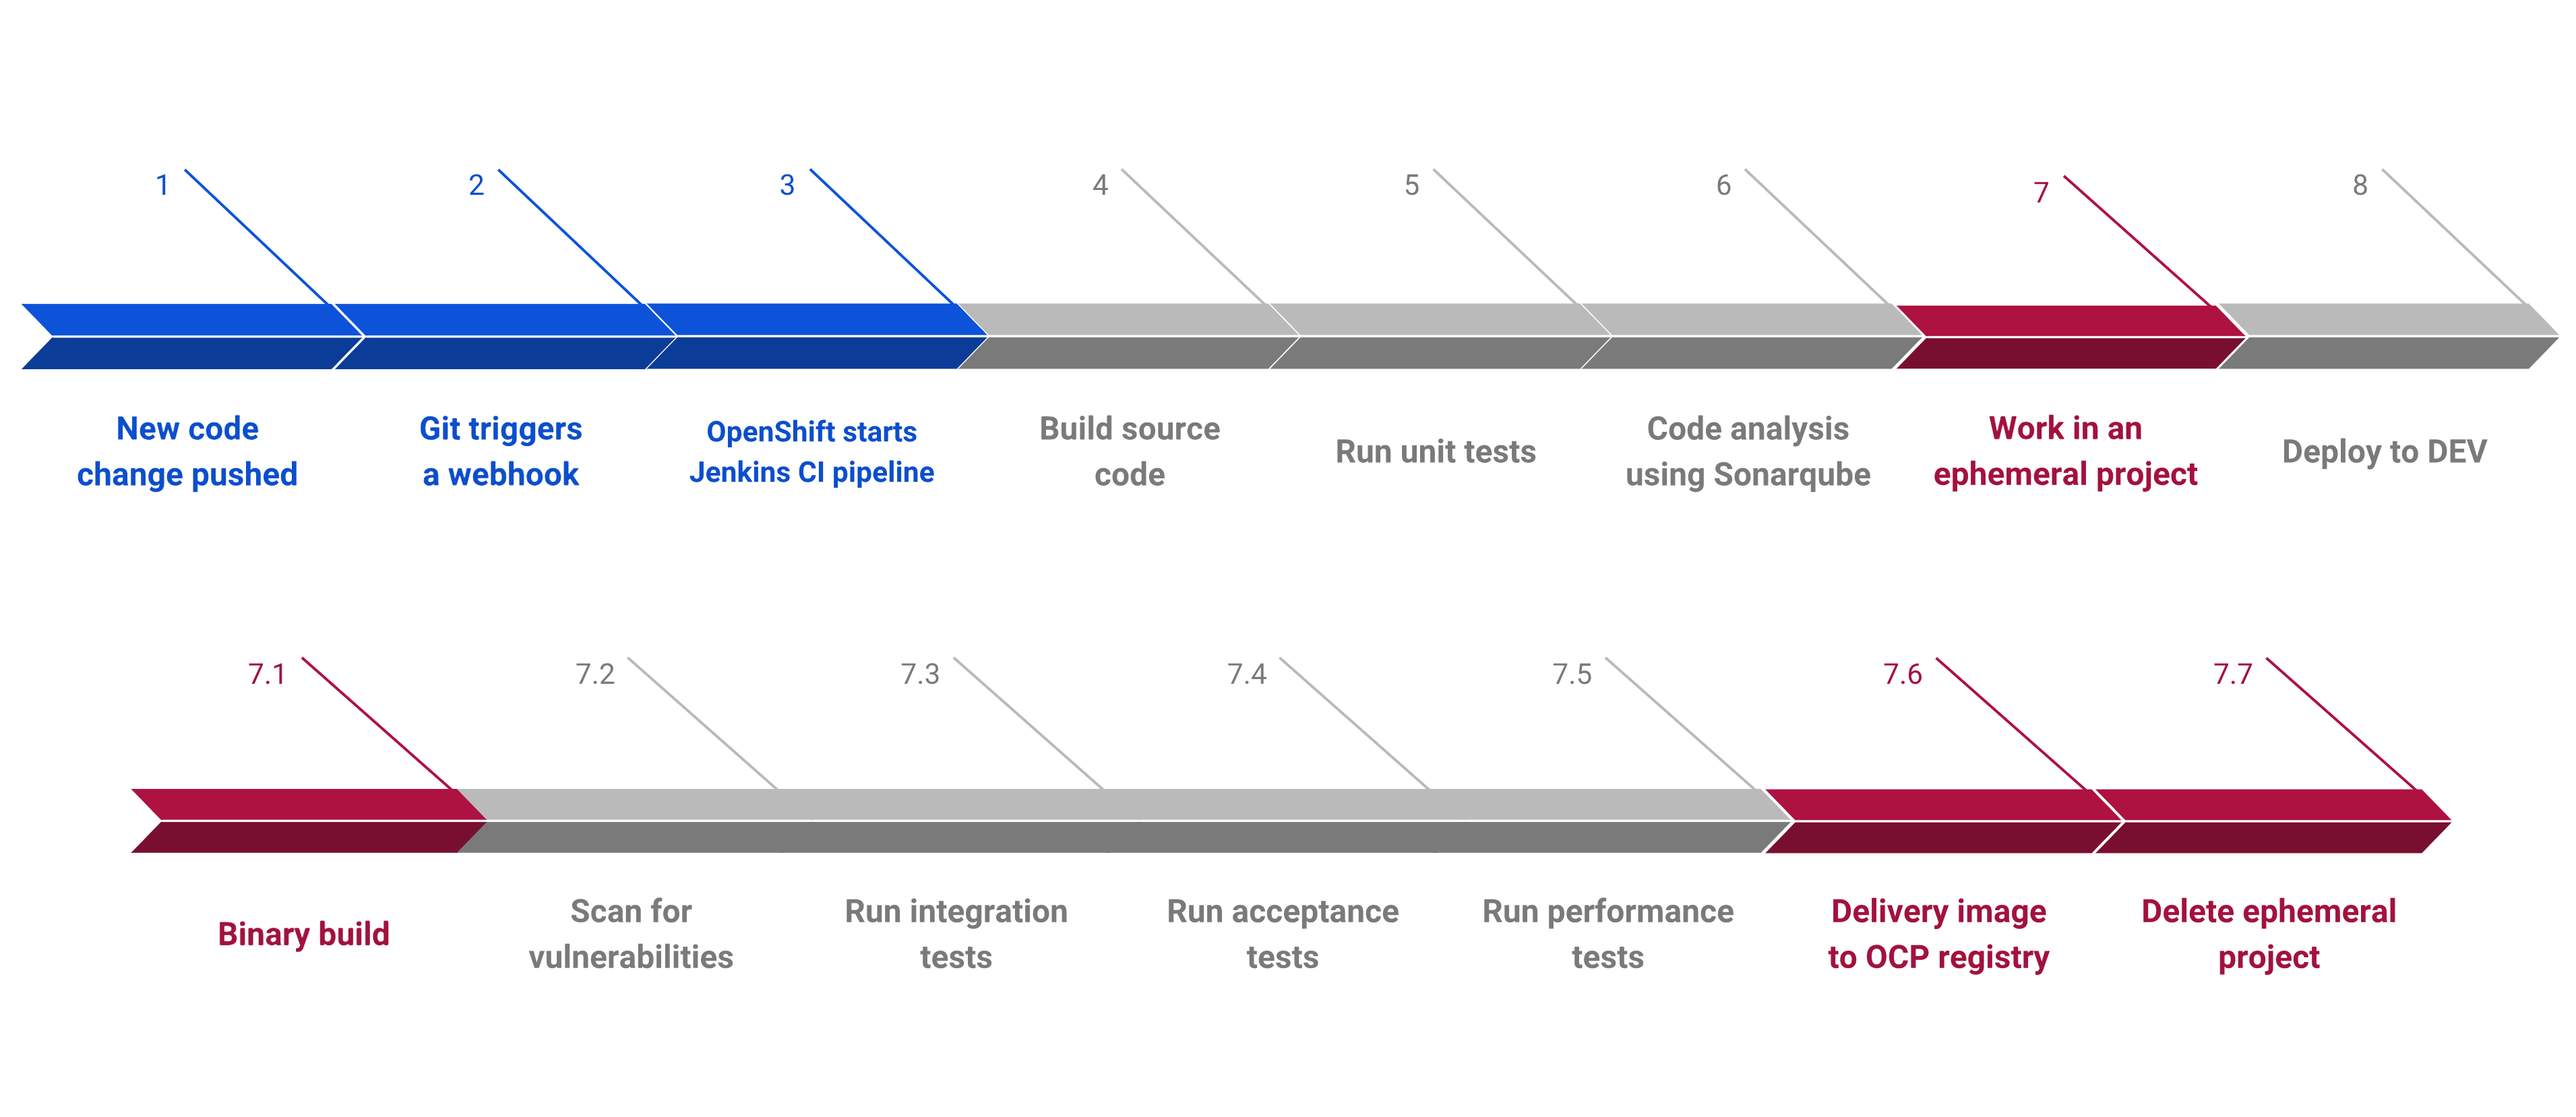 1
2
3
4
5
6
7
8
New code
change pushed
Git triggers
a webhook
OpenShift starts
Jenkins CI pipeline
Build source
code
Run unit tests
Code analysis
using Sonarqube
Work in an
ephemeral project
Deploy to DEV
7.1
7.2
7.3
7.4
7.5
7.6
7.7
Binary build
Scan for
vulnerabilities
Run integration
tests
Run acceptance
tests
Run performance
tests
Delivery image
to OCP registry
Delete ephemeral
project